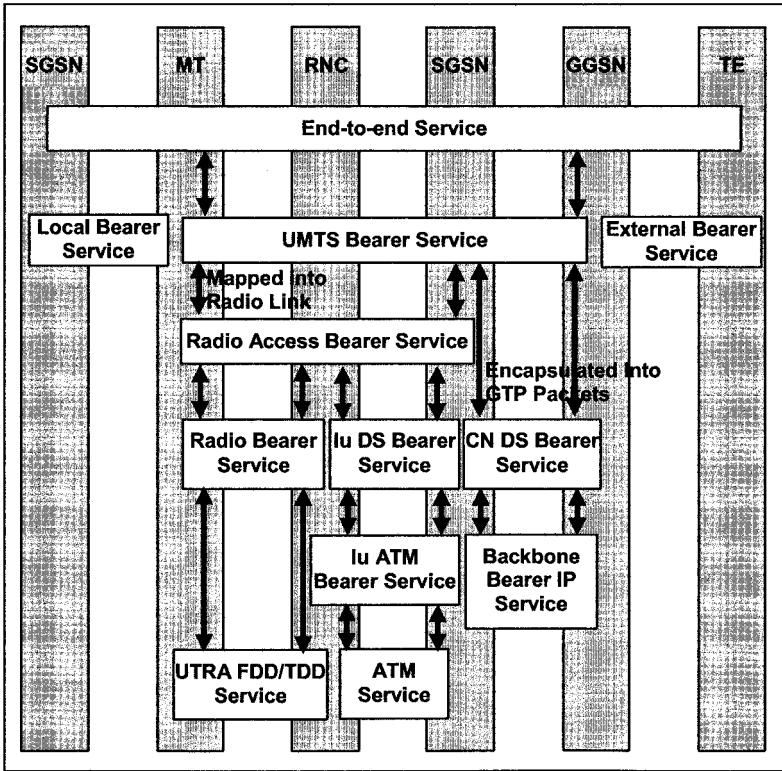 SGSN MT RNC SGSN GGSN TE
End-to-end Service
Local Bearer
Service
UMTS Bearer Service
External Bearer
Service
Mapped into
Radio Link
Radio Access Bearer Service
Encapsulated Into
GTP Packets
Radio Bearer
Service
Iu DS Bearer
Service
CN DS Bearer
Service
Iu ATM
Bearer Service
Backbone
Bearer IP
Service
UTRA FDD/TDD
Service
ATM
Service